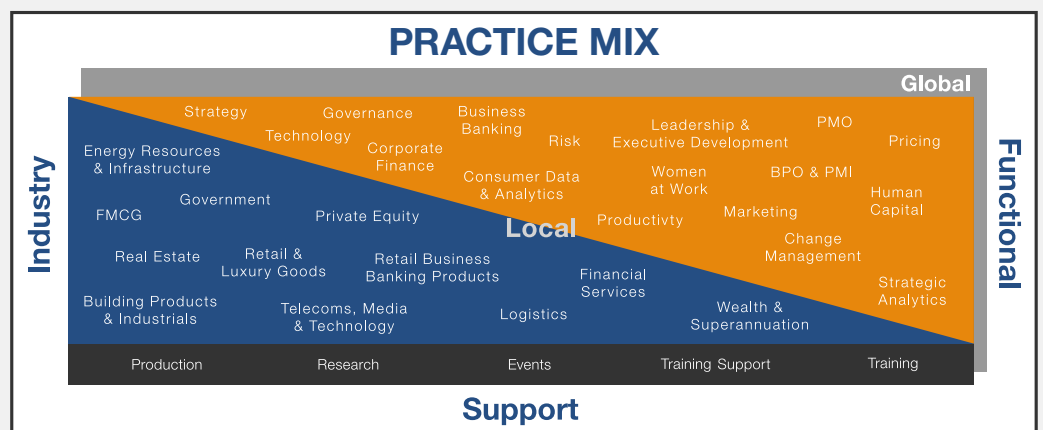 PRACTICE MIX
Global
Strategy
Governance
Business
Banking
Technology
Risk
Leadership &
Executive Development
PMO
Pricing
Corporate
Finance
Energy Resources
& Infrastructure
Consumer Data
& Analytics
Women
at Work
BPO & PMI
Human
Capital
Government
FMCG
Private Equity
Local
Productivty
Marketing
Industry
Functional
Change
Management
Real Estate
Retail &
Luxury Goods
Retail Business
Banking Products
Financial
Services
Strategic
Analytics
Building Products
& Industrials
Telecoms, Media
& Technology
Logistics
Wealth &
Superannuation
Production
Research
Events
Training Support
Training
Support